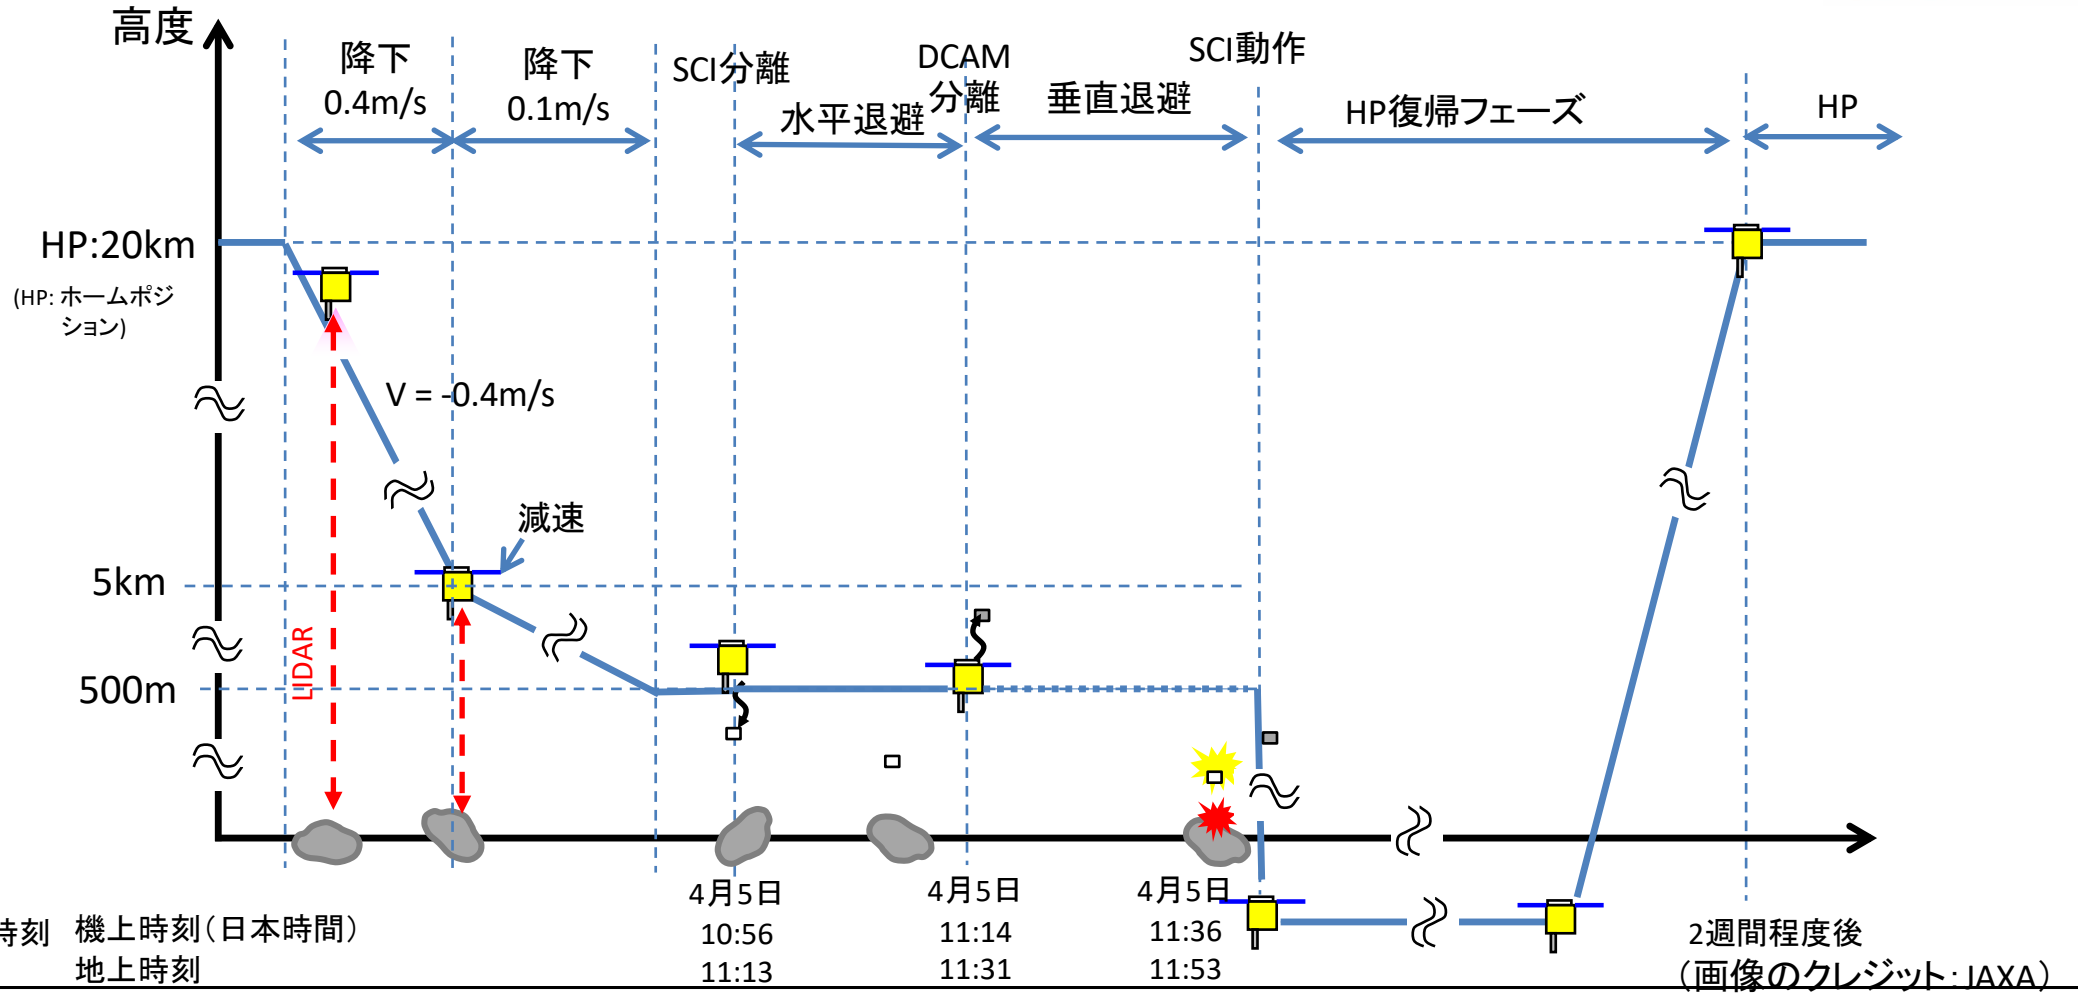 高度
降下
0.4m/s
降下
0.1m/s
SCI分離
水平退避
DCAM
分離
垂直退避
SCI動作
HP復帰フェーズ
HP
HP:20km
(HP: ホームポジ
ション)
V = -0.4m/s
減速
5km
LIDAR
500m
4月5日
4月5日
4月5日
時刻
機上時刻(日本時間)
10:56
11:14
11:36
2週間程度後
地上時刻
11:13
11:31
11:53
(画像のクレジット：JAXA)